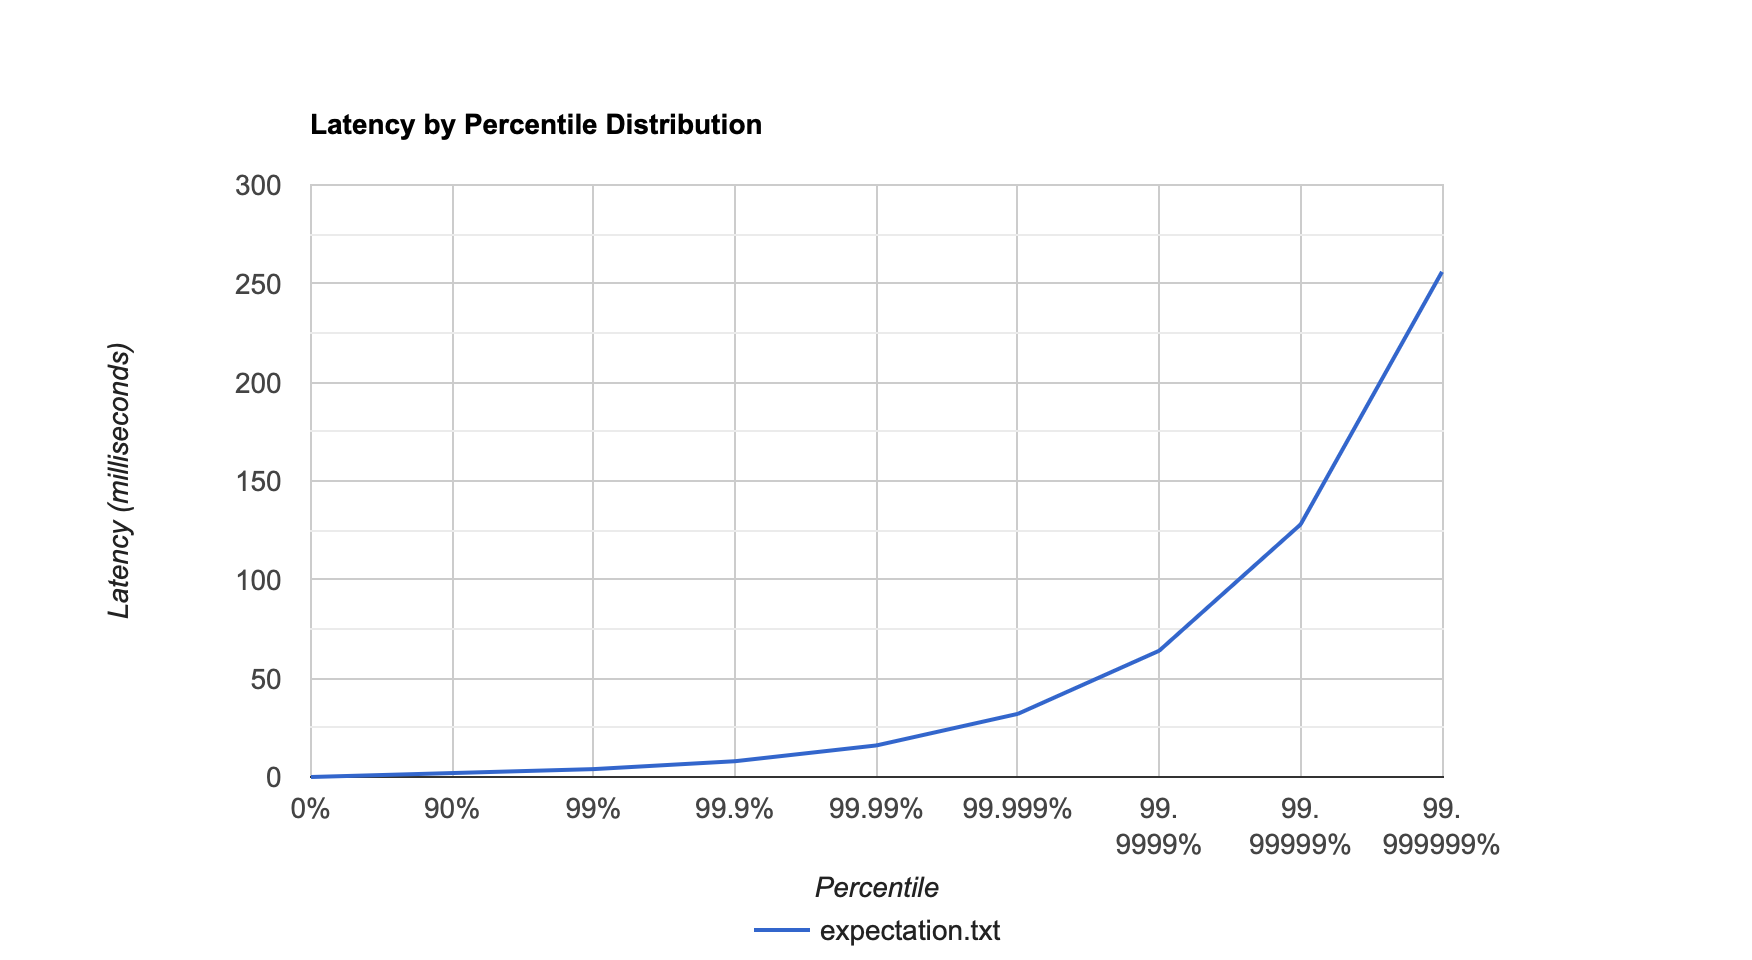 Latency by Percentile Distribution
300
250
200
150
100
50
0
Latency (milliseconds)
0% 90% 99% 99.9% 99.99% 99.999% 99. 99. 99.
9999% 99999% 999999%
Percentile
expectation.txt